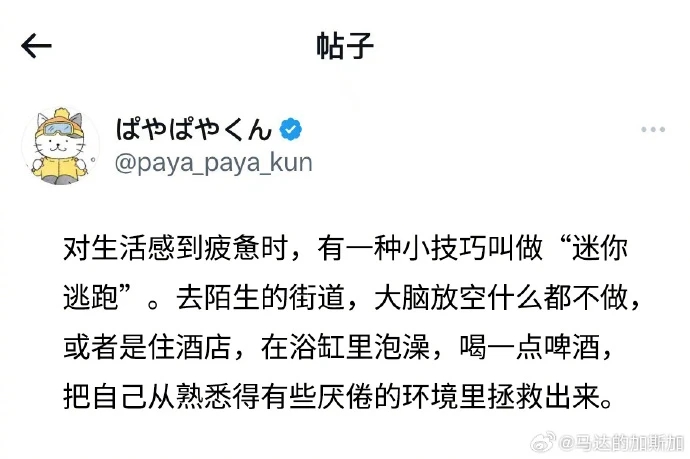 帖子
ぱやぱやくん
@paya_paya_kun
对生活感到疲惫时，有一种小技巧叫做“迷你
逃跑”。去陌生的街道，大脑放空什么都不做，
或者是住酒店，在浴缸里泡澡，喝一点啤酒，
把自己从熟悉得有些厌倦的环境里拯救出来。
@马达的加斯加